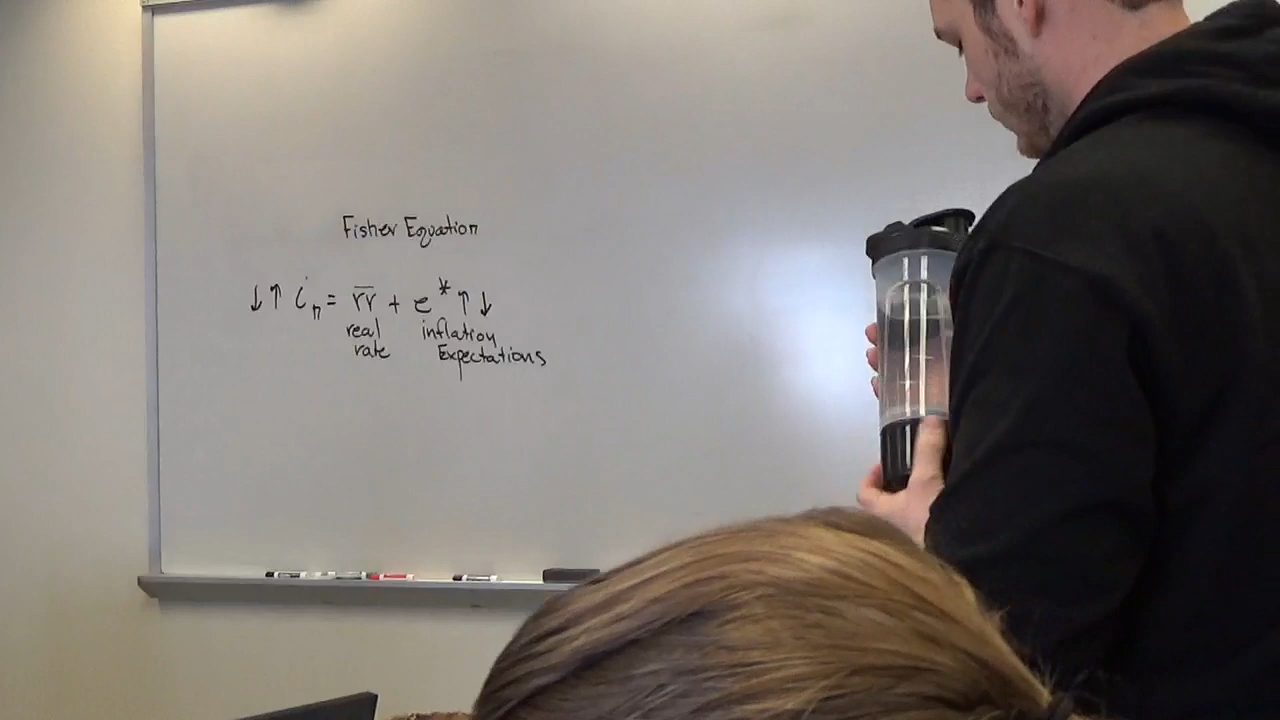 Fisher Equation
↓↑ iₙ = r̅r̅ + e* ↑↓
real inflation
rate Expectations